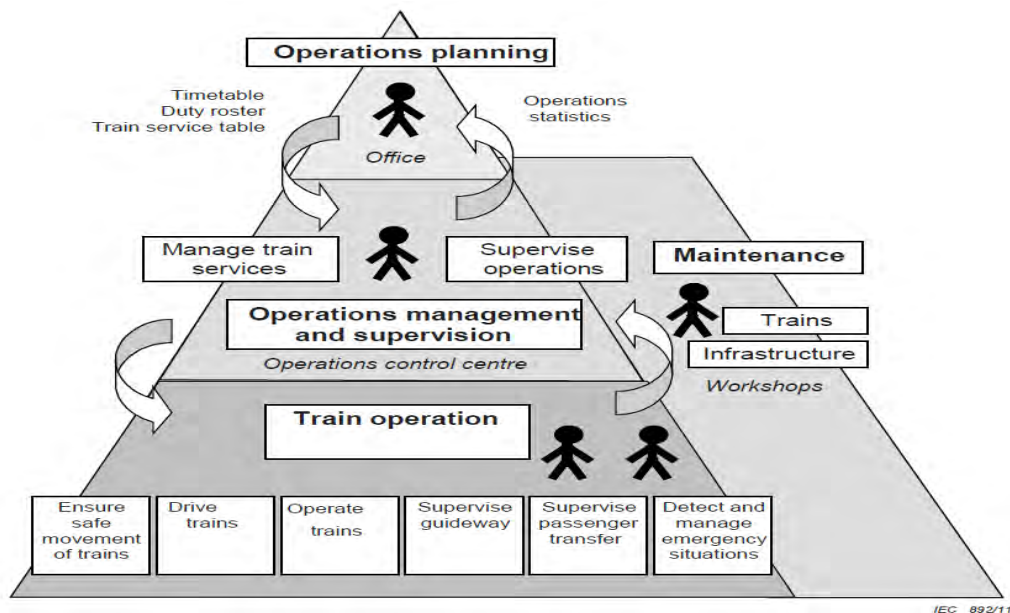 Operations planning
Timetable
Duty roster
Train service table
Operations
statistics
Office
Manage train
services
Supervise
operations
Maintenance
Trains
Infrastructure
Workshops
Operations management
and supervision
Operations control centre
Train operation
Ensure
safe
movement
of trains
Drive
trains
Operate
trains
Supervise
guideway
Supervise
passenger
transfer
Detect and
manage
emergency
situations
IEC 892/11